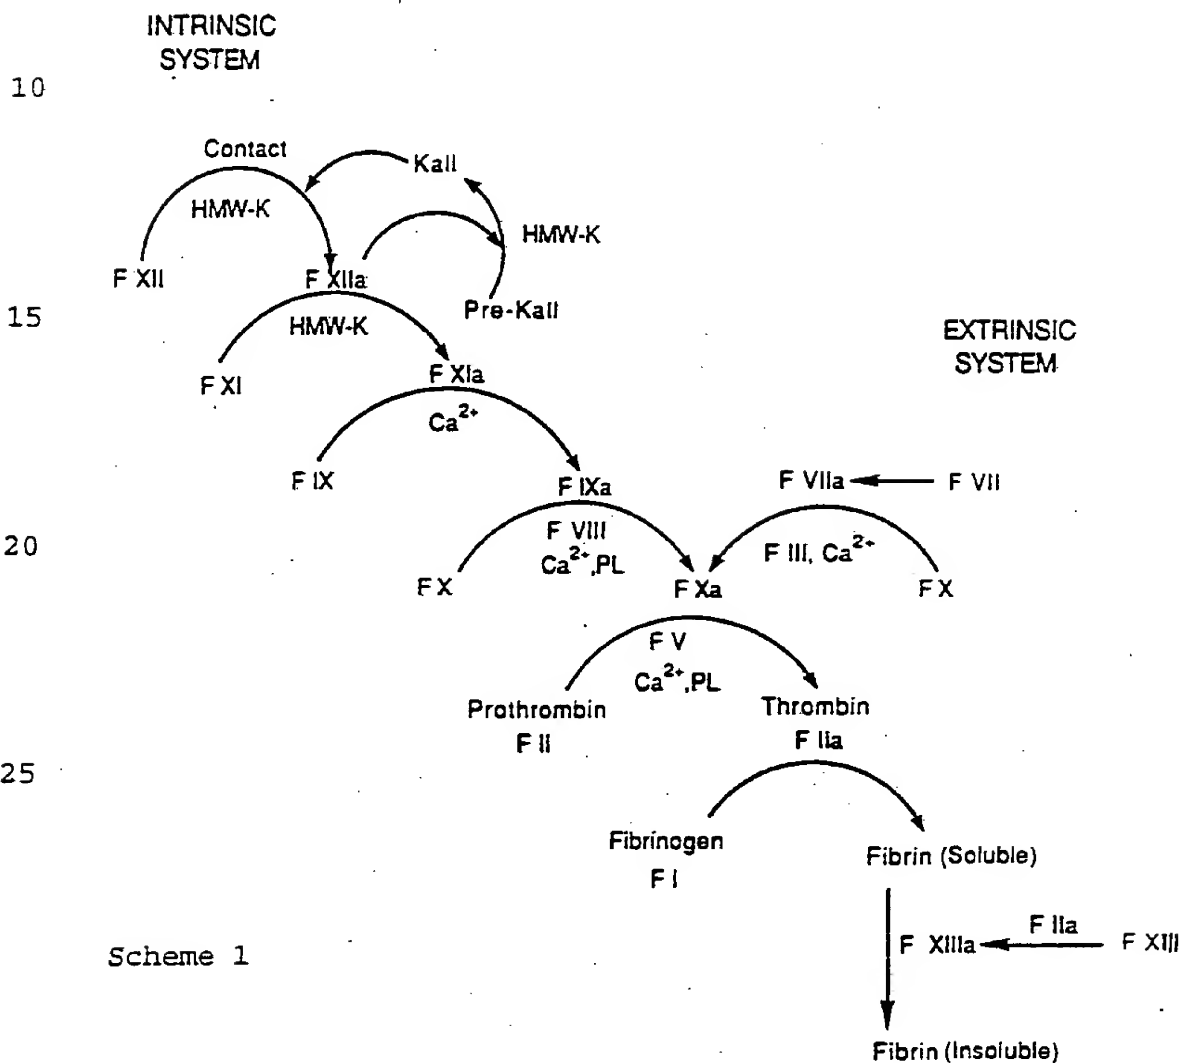 INTRINSIC
SYSTEM
10
Contact
Kall
HMW-K
HMW-K
F XII
F XIIa
Pre-Kall
15
HMW-K
EXTRINSIC
SYSTEM
F XI
F XIa
Ca2+
F IX
F IXa
F VIIa
F VII
20
F VIII
Ca2+,PL
F III, Ca2+
F X
F Xa
F X
F V
Ca2+,PL
Prothrombin
F II
Thrombin
F IIa
25
Fibrinogen
F I
Fibrin (Soluble)
F IIa
F XIIIa
F XIII
Scheme 1
Fibrin (Insoluble)